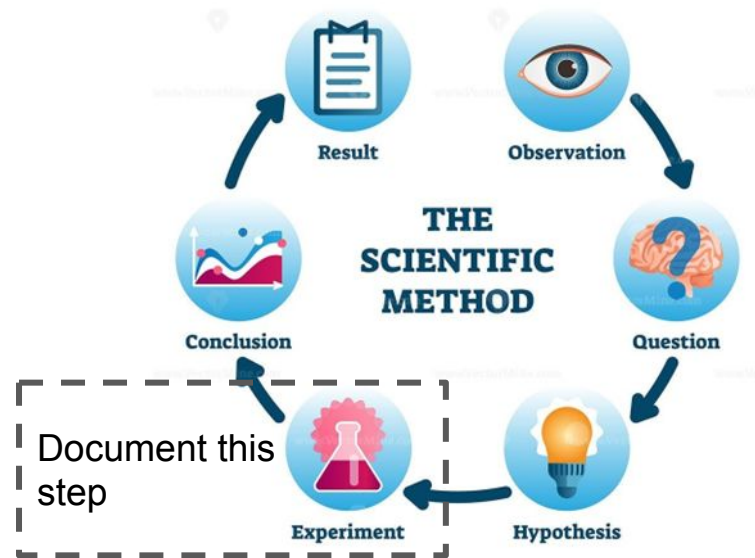 Result
Observation
THE
SCIENTIFIC
METHOD
Conclusion
Question
Document this
step
Experiment
Hypothesis